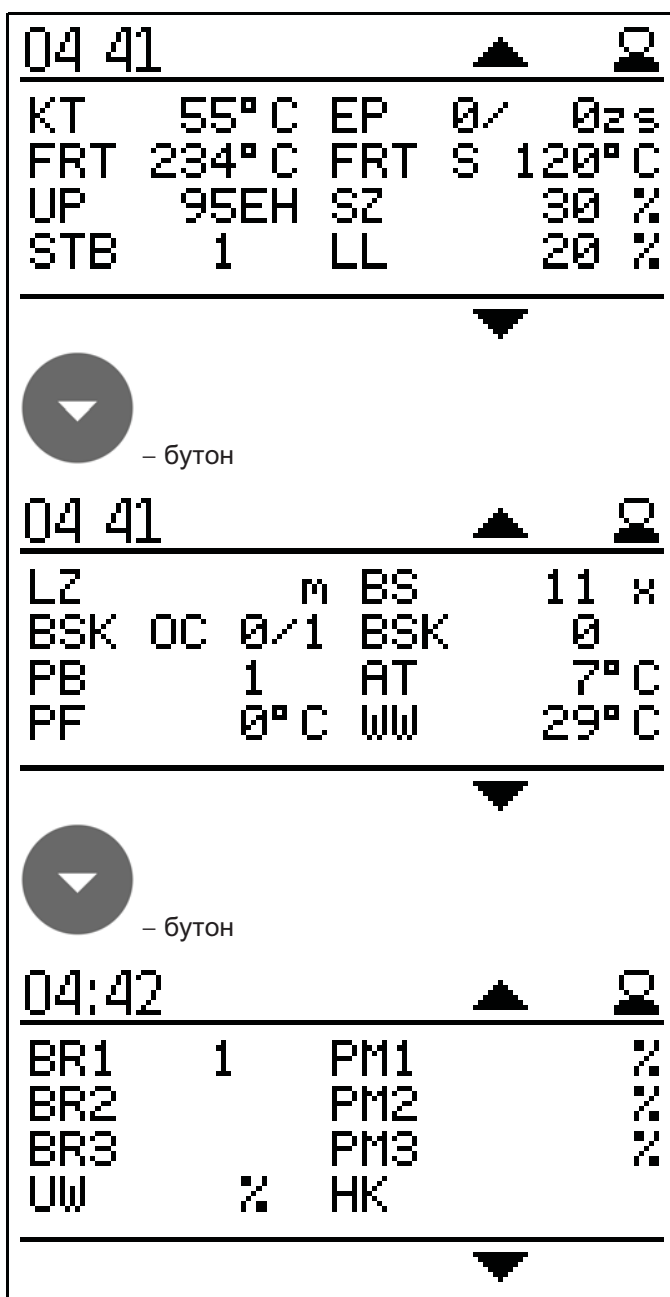 04 41
KT 55°C EP 0/ 0zs
FRT 234°C FRT S 120°C
UP 95EH SZ 30 %
STB 1 LL 20 %
– бутон
04 41
LZ m BS 11 x
BSK OC 0/1 BSK 0
PB 1 AT 7°C
PF 0°C WW 29°C
– бутон
04:42
BR1 1 PM1 %
BR2 PM2 %
BR3 PM3 %
UW % HK